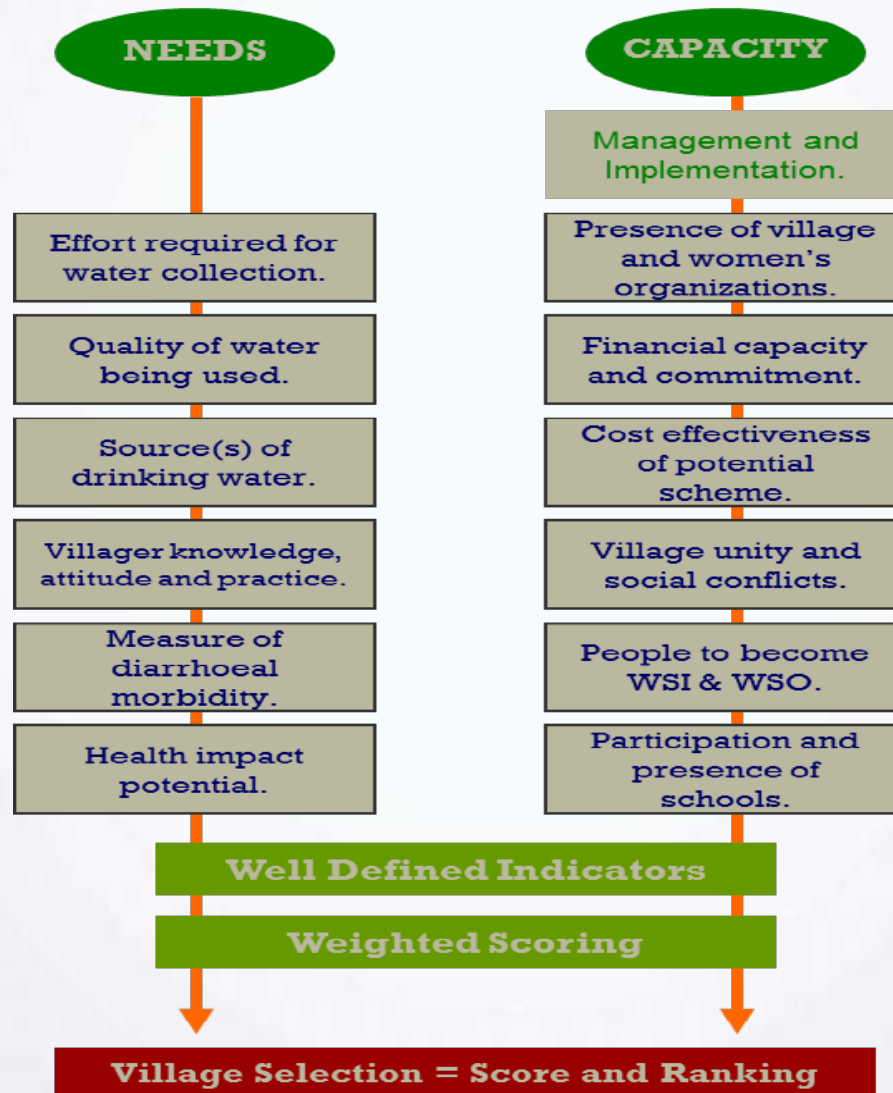 NEEDS
Effort required for
water collection.
Quality of water
being used.
Source(s) of
drinking water.
Villager knowledge,
attitude and practice.
Measure of
diarrhoeal
morbidity.
Health impact
potential.
CAPACITY
Management and
Implementation.
Presence of village
and women’s
organizations.
Financial capacity
and commitment.
Cost effectiveness
of potential
scheme.
Village unity and
social conflicts.
People to become
WSI & WSO.
Participation and
presence of
schools.
Well Defined Indicators
Weighted Scoring
Village Selection = Score and Ranking